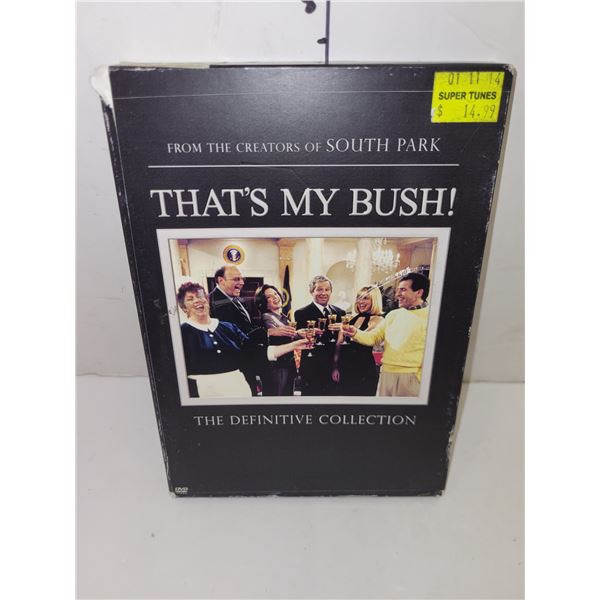 01 11 14
SUPER TUNES
$ 14.99
FROM THE CREATORS OF SOUTH PARK
THAT'S MY BUSH!
THE DEFINITIVE COLLECTION
DVD